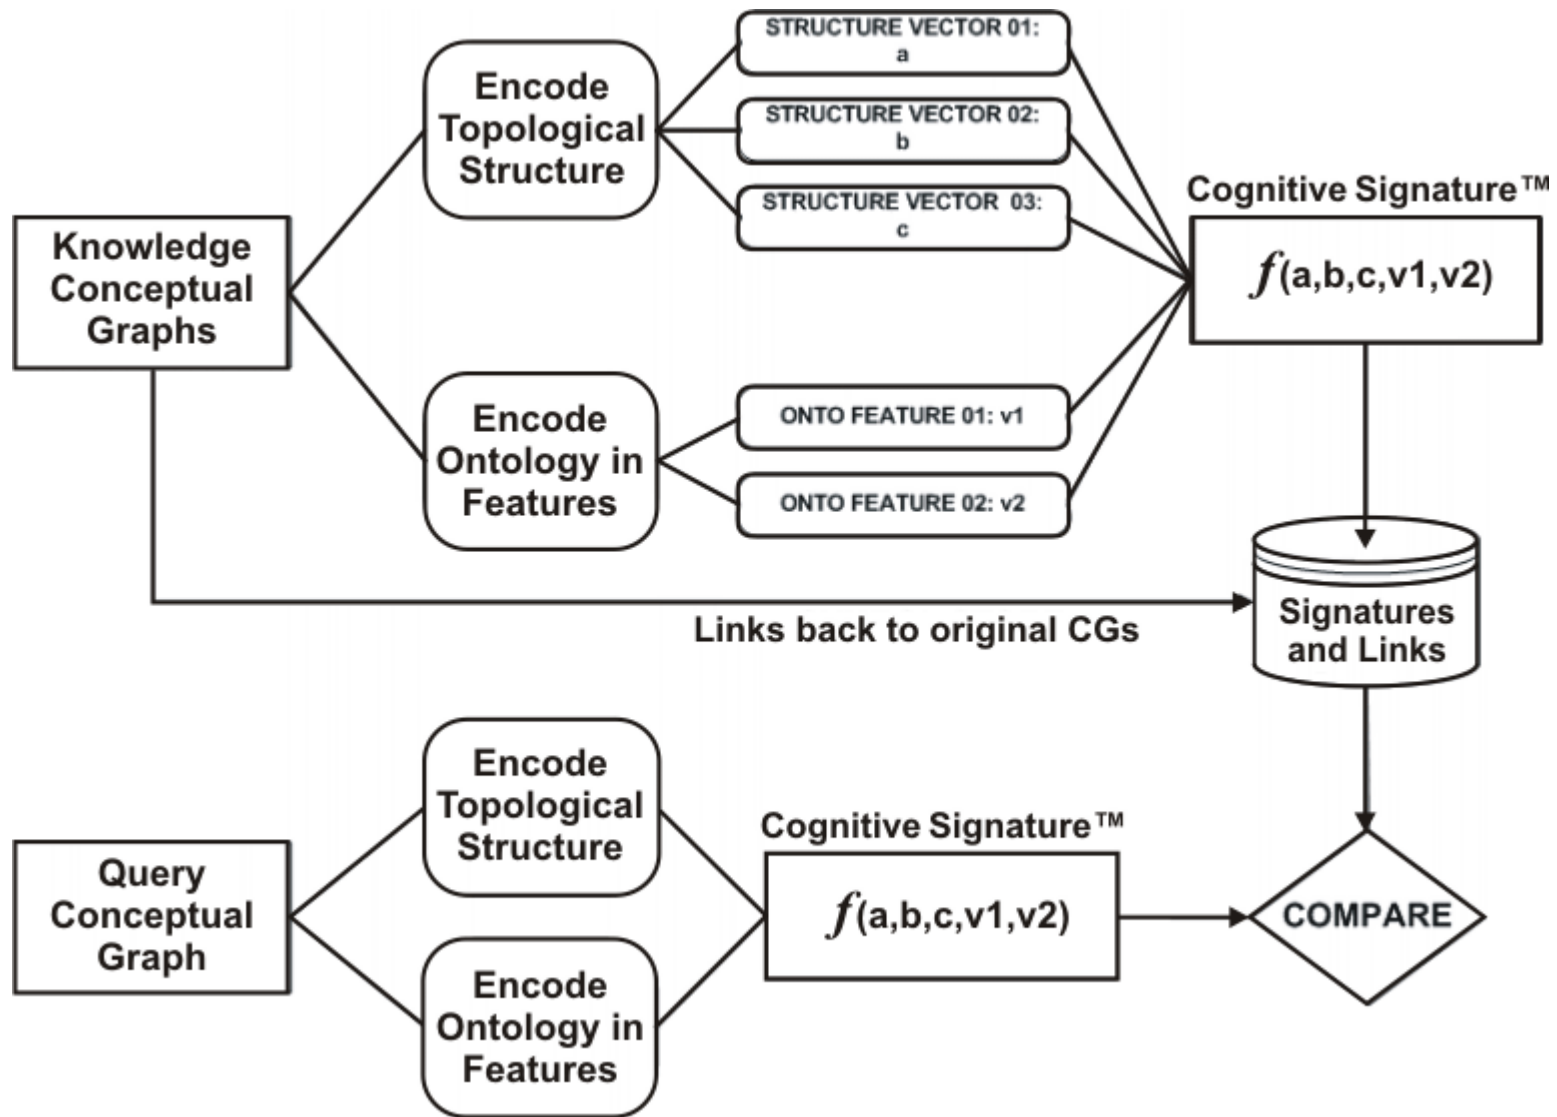 STRUCTURE VECTOR 01:
a
Encode
Topological
Structure
STRUCTURE VECTOR 02:
b
STRUCTURE VECTOR  03:
c
Cognitive Signature™
Knowledge
Conceptual
Graphs
f(a,b,c,v1,v2)
Encode
Ontology in
Features
ONTO FEATURE 01: v1
ONTO FEATURE 02: v2
Signatures
and Links
Links back to original CGs
Encode
Topological
Structure
Cognitive Signature™
Query
Conceptual
Graph
f(a,b,c,v1,v2)
COMPARE
Encode
Ontology in
Features